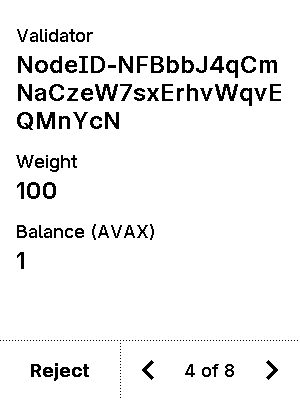 Validator
NodeID-NFBbbJ4qCm
NaCzeW7sxErhvWqvE
QMnYcN
Weight
100
Balance (AVAX)
1
Reject
4 of 8